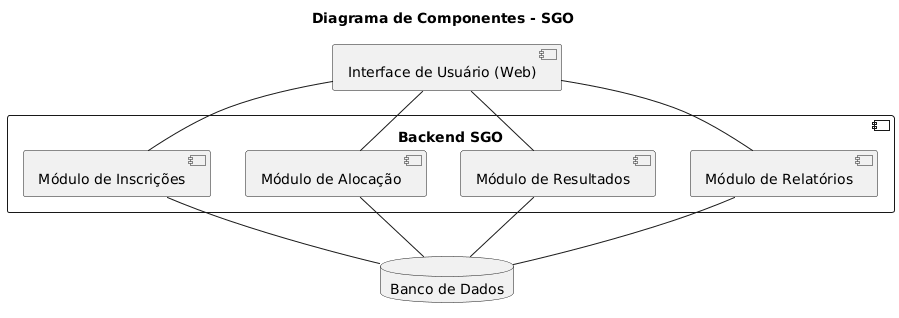 Diagrama de Componentes - SGO
Interface de Usuário (Web)
Backend SGO
Módulo de Inscrições
Módulo de Alocação
Módulo de Resultados
Módulo de Relatórios
Banco de Dados